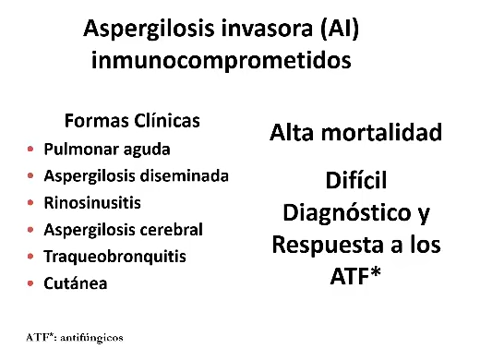 Aspergilosis invasora (AI)
inmunocomprometidos
Formas Clínicas
• Pulmonar aguda
• Aspergilosis diseminada
• Rinosinusitis
• Aspergilosis cerebral
• Traqueobronquitis
• Cutánea
Alta mortalidad
Difícil
Diagnóstico y
Respuesta a los
ATF*
ATF*: antifúngicos